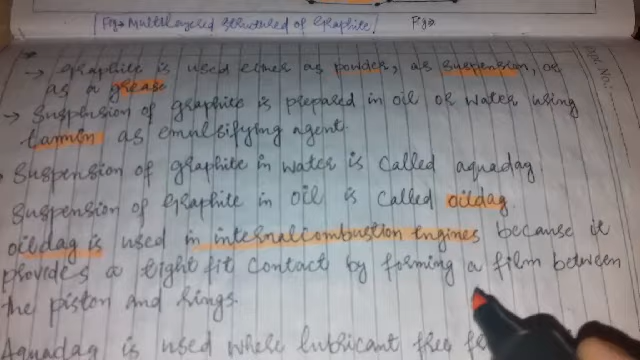 Fig→ Multilayered structured of Graphite! Fig→
→ Graphite is used either as powder, as suspension, or
as a grease
→ Suspension of graphite is prepared in oil or water using
tannin as emulsifying agent.
Suspension of graphite in water is called aquadag
Suspension of Graphite in oil is called oildag.
oildag is used in internal combustion engines because it
provides a tight fit contact by forming a film between
the piston and rings.
Aquadag is used where lubricant free